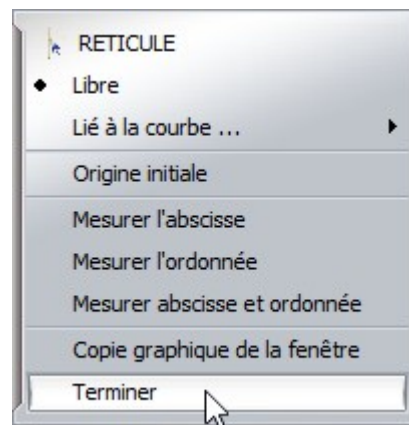 RETICULE
Libre
Lié à la courbe ...
Origine initiale
Mesurer l'abscisse
Mesurer l'ordonnée
Mesurer abscisse et ordonnée
Copie graphique de la fenêtre
Terminer